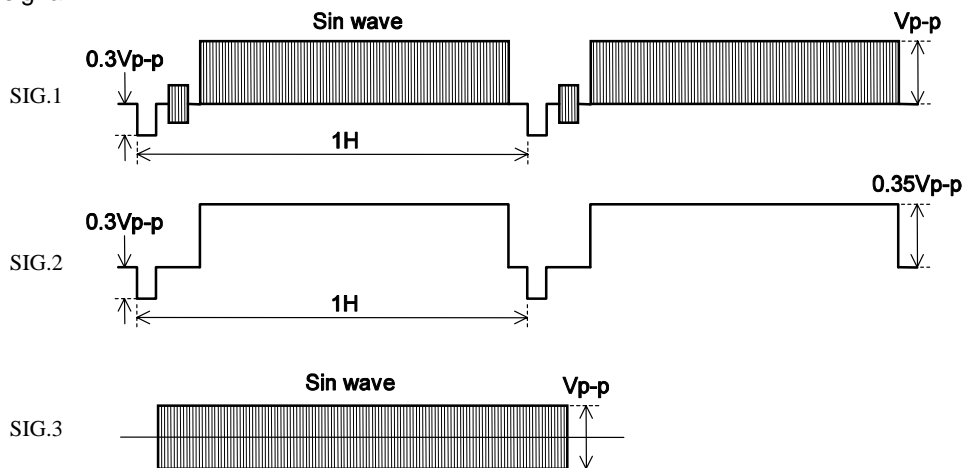 Sin wave
Vp-p
0.3Vp-p
SIG.1
1H
0.35Vp-p
0.3Vp-p
SIG.2
1H
Sin wave
Vp-p
SIG.3